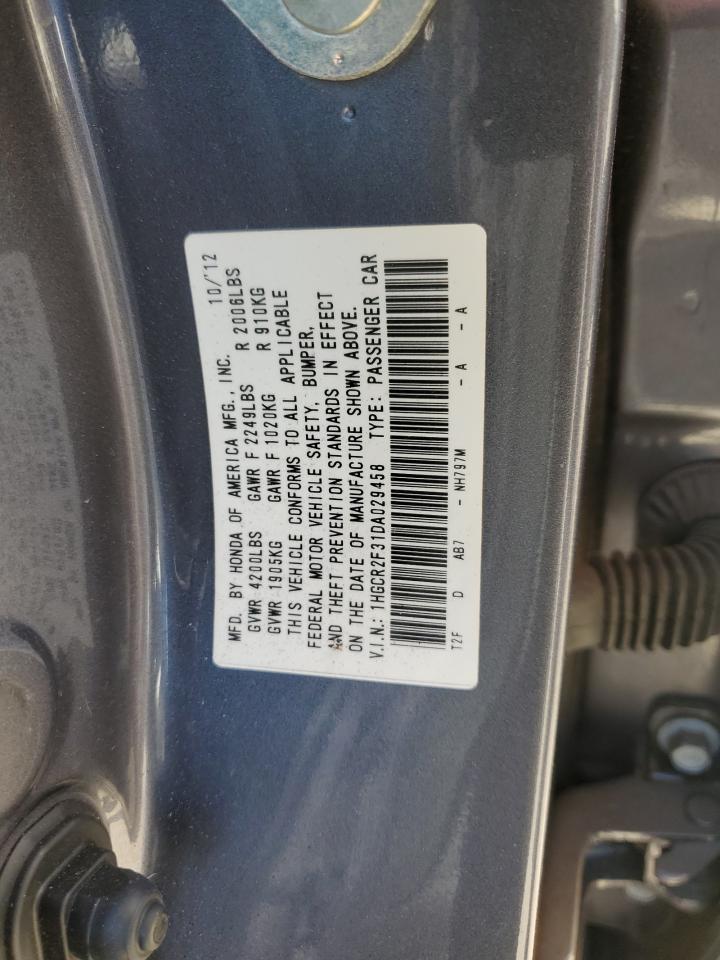 MFD. BY HONDA OF AMERICA MFG., INC. 10/'12
GVWR 4200LBS GAWR F 2249LBS R 2006LBS
GVWR 1905KG GAWR F 1020KG R 910KG
THIS VEHICLE CONFORMS TO ALL APPLICABLE
FEDERAL MOTOR VEHICLE SAFETY, BUMPER,
AND THEFT PREVENTION STANDARDS IN EFFECT
ON THE DATE OF MANUFACTURE SHOWN ABOVE.
V.I.N.: 1HGCR2F31DA029458 TYPE: PASSENGER CAR
T2F D AB7 - NH797M - A - A